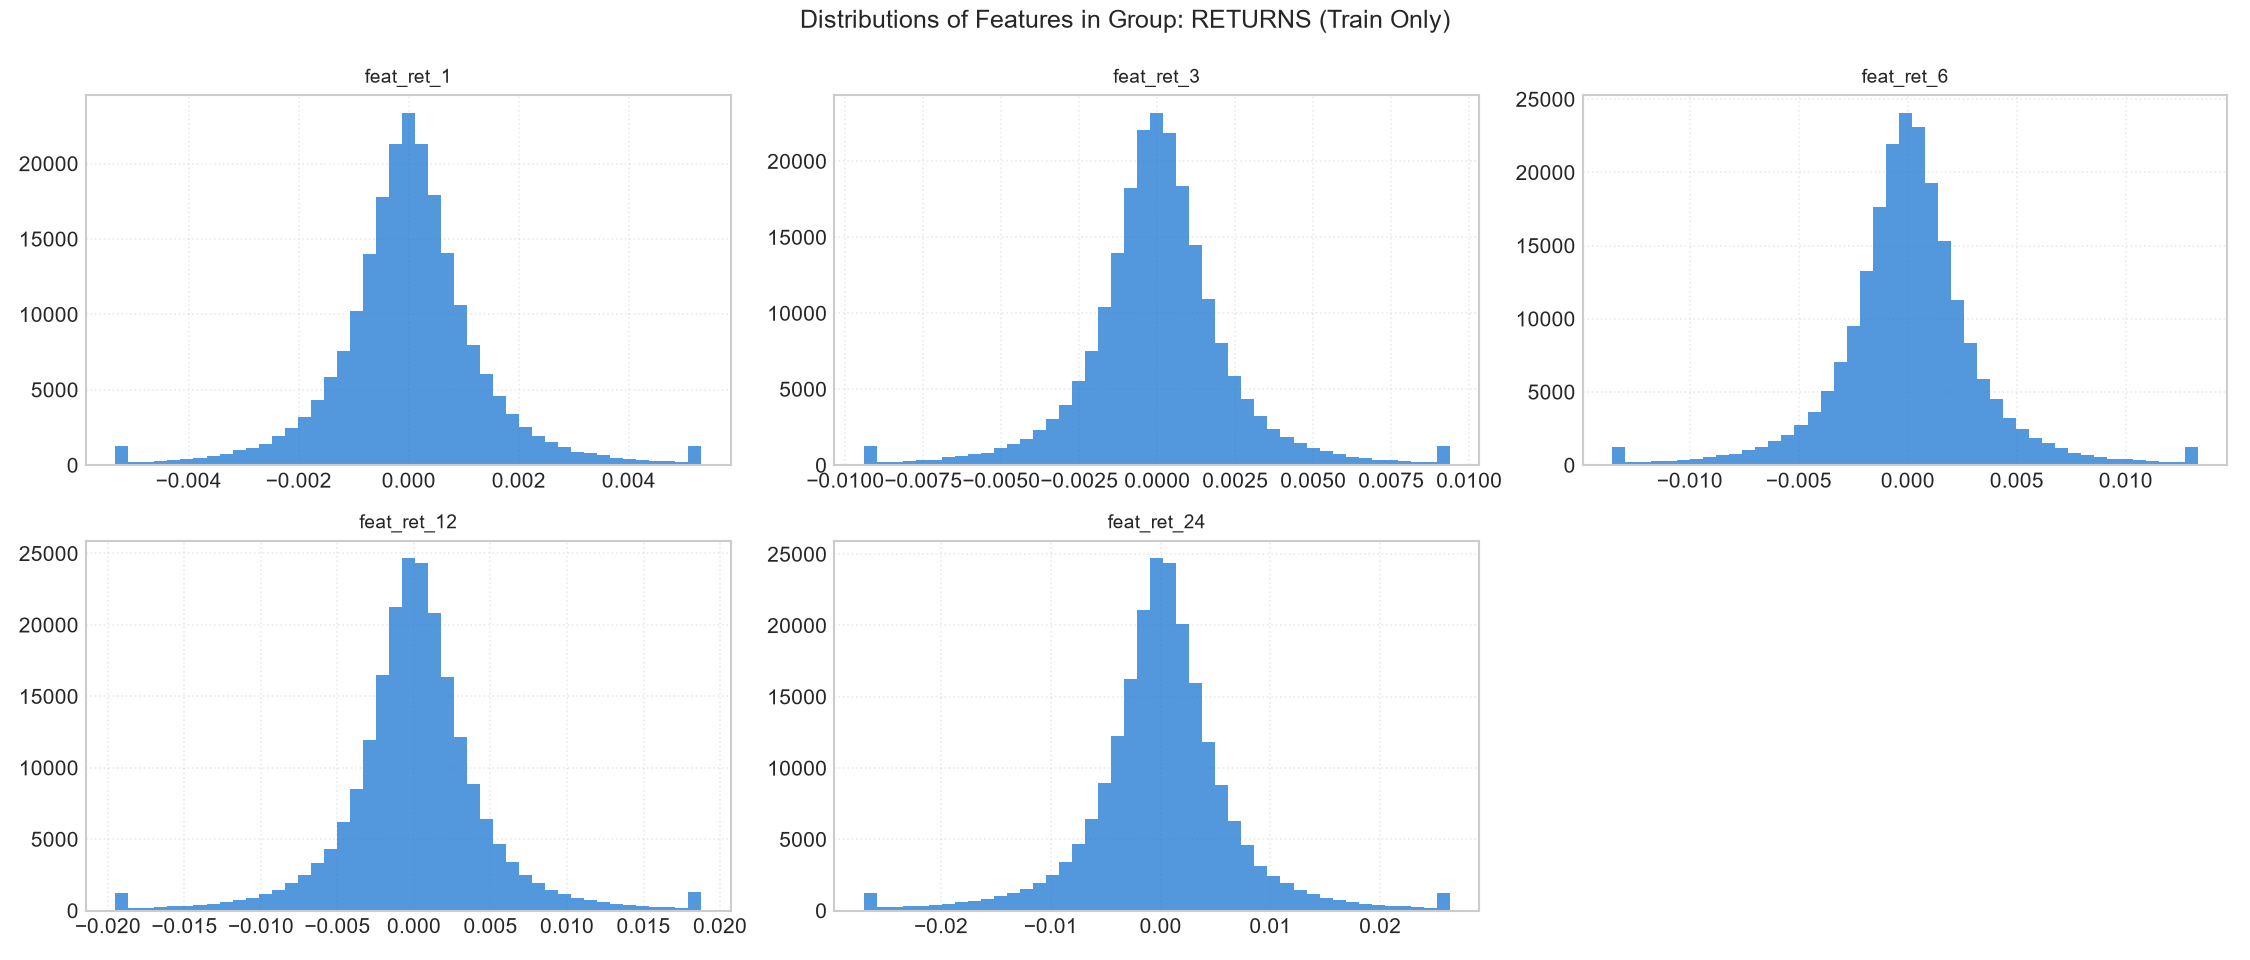 Distributions of Features in Group: RETURNS (Train Only)
feat_ret_1
20000
15000
10000
5000
0
−0.004 −0.002 0.000 0.002 0.004
feat_ret_3
20000
15000
10000
5000
0
−0.0100 −0.0075 −0.0050 −0.0025 0.0000 0.0025 0.0050 0.0075 0.0100
feat_ret_6
25000
20000
15000
10000
5000
0
−0.010 −0.005 0.000 0.005 0.010
feat_ret_12
25000
20000
15000
10000
5000
0
−0.020 −0.015 −0.010 −0.005 0.000 0.005 0.010 0.015 0.020
feat_ret_24
25000
20000
15000
10000
5000
0
−0.02 −0.01 0.00 0.01 0.02